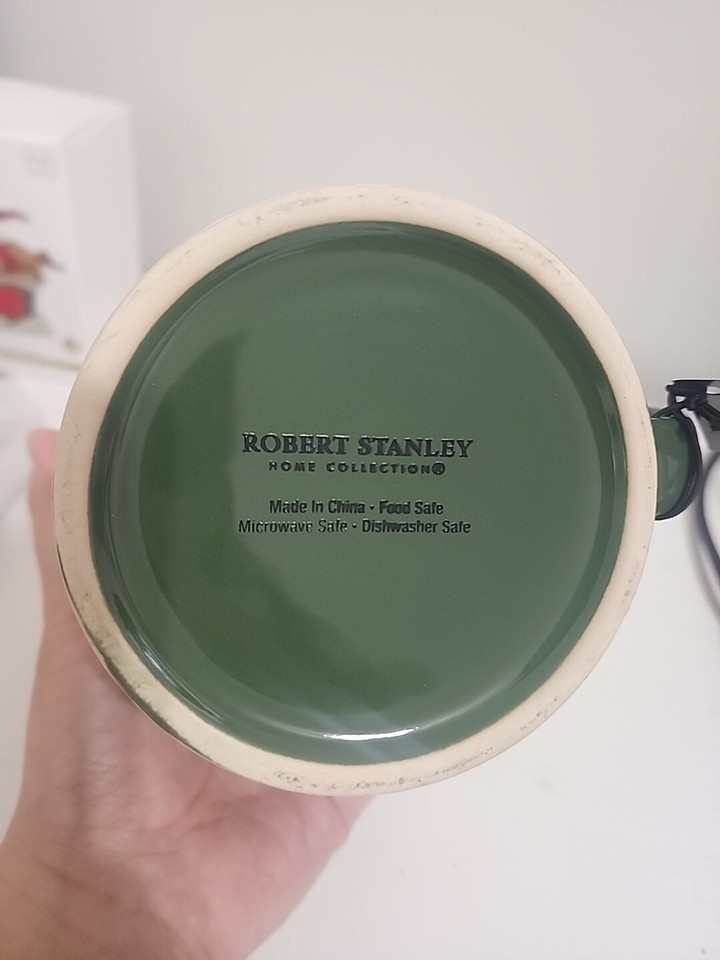 ROBERT STANLEY
HOME COLLECTION®
Made In China • Food Safe
Microwave Safe • Dishwasher Safe